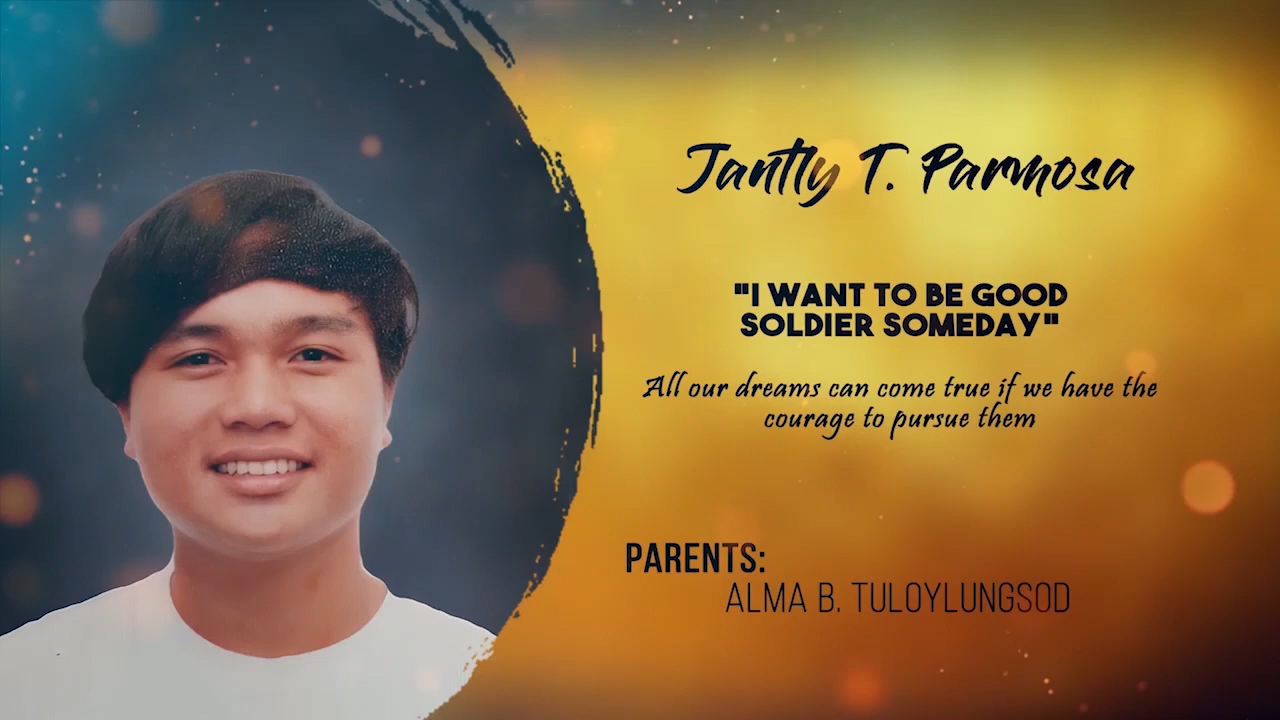 Jantly T. Parmosa
"I WANT TO BE GOOD
SOLDIER SOMEDAY"
All our dreams can come true if we have the
courage to pursue them
PARENTS:
ALMA B. TULOYLUNGSOD